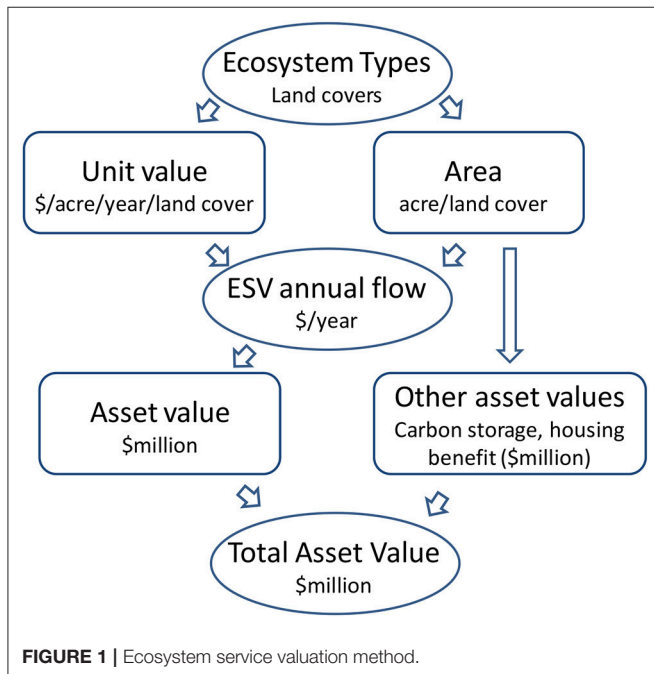 Ecosystem Types
Land covers
Unit value
$/acre/year/land cover
Area
acre/land cover
ESV annual flow
$/year
Asset value
$million
Other asset values
Carbon storage, housing
benefit ($million)
Total Asset Value
$million
FIGURE 1 | Ecosystem service valuation method.